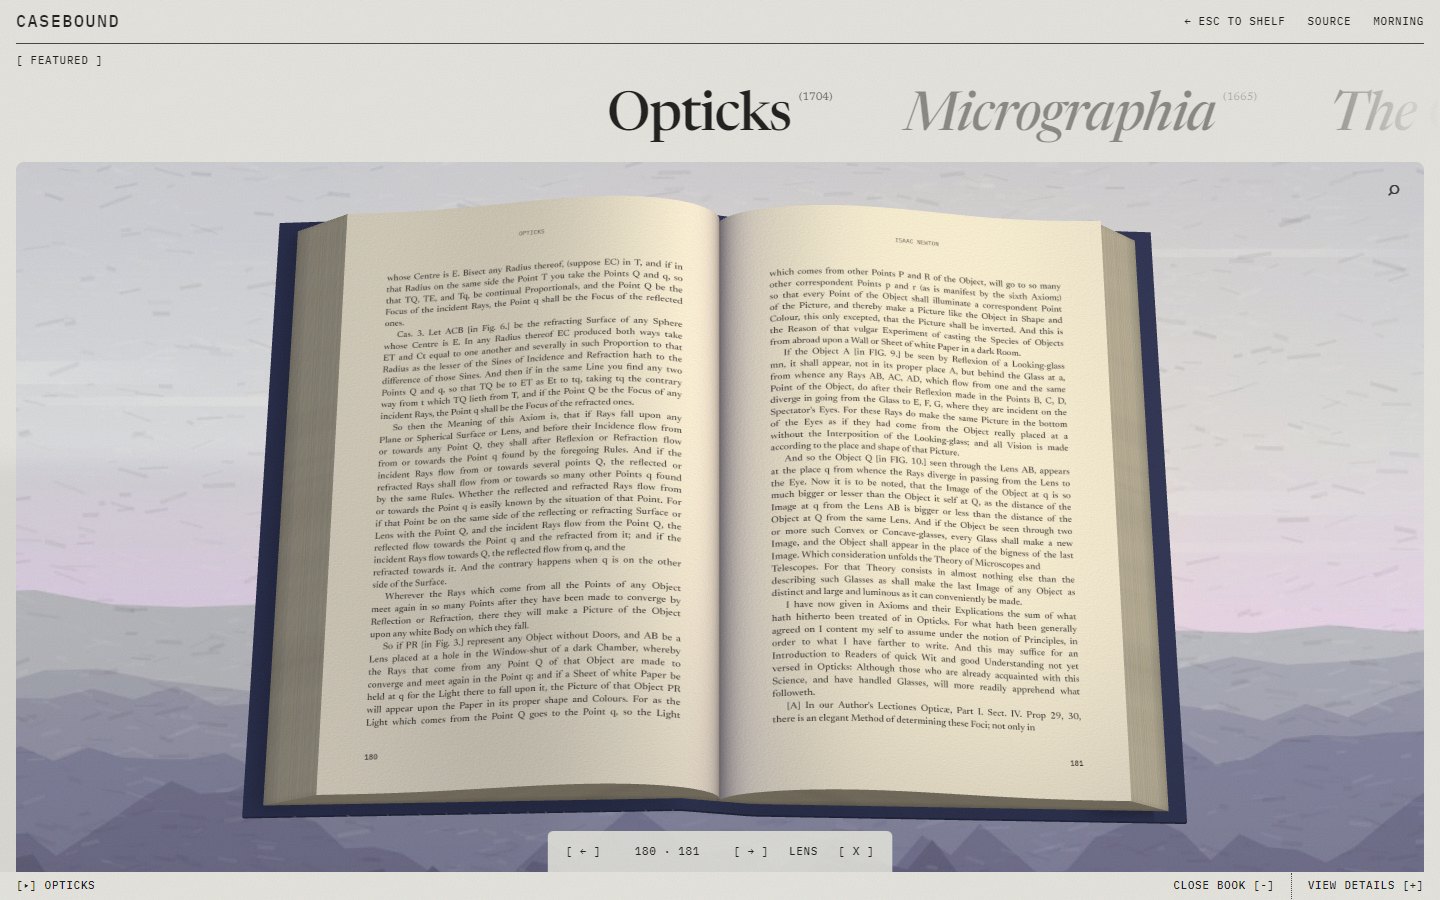 CASEBOUND
← ESC TO SHELF SOURCE MORNING
[ FEATURED ]
Opticks (1704) Micrographia (1665) The
OPTICKS
whose Centre is E. Bisect any Radius thereof, (suppose EC) in T, and if in
that Radius on the same side the Point T you take the Points Q and q, so
that TQ, TE, and Tq, be continual Proportionals, and the Point Q be the
Focus of the incident Rays, the Point q shall be the Focus of the reflected
ones.
Cas. 3. Let ACB [in Fig. 6.] be the refracting Surface of any Sphere
whose Centre is E. In any Radius thereof EC produced both ways take
ET and Ct equal to one another and severally in such Proportion to that
Radius as the lesser of the Sines of Incidence and Refraction hath to the
difference of those Sines. And then if in the same Line you find any two
Points Q and q, so that TQ be to ET as Et to tq, taking tq the contrary
way from t which TQ lieth from T, and if the Point Q be the Focus of any
incident Rays, the Point q shall be the Focus of the refracted ones.
So then the Meaning of this Axiom is, that if Rays fall upon any
Plane or Spherical Surface or Lens, and before their Incidence flow from
or towards any Point Q, they shall after Reflexion or Refraction flow
from or towards the Point q found by the foregoing Rules. And if the
incident Rays flow from or towards several points Q, the reflected or
refracted Rays shall flow from or towards so many other Points q found
by the same Rules. Whether the reflected and refracted Rays flow from
or towards the Point q is easily known by the situation of that Point. For
if that Point be on the same side of the reflecting or refracting Surface or
Lens with the Point Q, and the incident Rays flow from the Point Q, the
reflected flow towards the Point q and the refracted from it; and if the
incident Rays flow towards Q, the reflected flow from q, and the
refracted towards it. And the contrary happens when q is on the other
side of the Surface.
Wherever the Rays which come from all the Points of any Object
meet again in so many Points after they have been made to converge by
Reflection or Refraction, there they will make a Picture of the Object
upon any white Body on which they fall.
So if PR [in Fig. 3.] represent any Object without Doors, and AB be a
Lens placed at a hole in the Window-shut of a dark Chamber, whereby
the Rays that come from any Point Q of that Object are made to
converge and meet again in the Point q; and if a Sheet of white Paper be
held at q for the Light there to fall upon it, the Picture of that Object PR
will appear upon the Paper in its proper shape and Colours. For as the
Light which comes from the Point Q goes to the Point q, so the Light
180
ISAAC NEWTON
which comes from other Points P and R of the Object, will go to so many
other correspondent Points p and r (as is manifest by the sixth Axiom;)
so that every Point of the Object shall illuminate a correspondent Point
of the Picture, and thereby make a Picture like the Object in Shape and
Colour, this only excepted, that the Picture shall be inverted. And this is
the Reason of that vulgar Experiment of casting the Species of Objects
from abroad upon a Wall or Sheet of white Paper in a dark Room.
If the Object A [in FIG. 9.] be seen by Reflexion of a Looking-glass
mn, it shall appear, not in its proper place A, but behind the Glass at a,
from whence any Rays AB, AC, AD, which flow from one and the same
Point of the Object, do after their Reflexion made in the Points B, C, D,
diverge in going from the Glass to E, F, G, where they are incident on the
Spectator's Eyes. For these Rays do make the same Picture in the bottom
of the Eyes as if they had come from the Object really placed at a
without the Interposition of the Looking-glass; and all Vision is made
according to the place and shape of that Picture.
And so the Object Q [in FIG. 10.] seen through the Lens AB, appears
at the place q from whence the Rays diverge in passing from the Lens to
the Eye. Now it is to be noted, that the Image of the Object at q is so
much bigger or lesser than the Object it self at Q, as the distance of the
Image at q from the Lens AB is bigger or less than the distance of the
Object at Q from the same Lens. And if the Object be seen through two
or more such Convex or Concave-glasses, every Glass shall make a new
Image, and the Object shall appear in the place of the bigness of the last
Image. Which consideration unfolds the Theory of Microscopes and
Telescopes. For that Theory consists in almost nothing else than the
describing such Glasses as shall make the last Image of any Object as
distinct and large and luminous as it can conveniently be made.
I have now given in Axioms and their Explications the sum of what
hath hitherto been treated of in Opticks. For what hath been generally
agreed on I content my self to assume under the notion of Principles, in
order to what I have farther to write. And this may suffice for an
Introduction to Readers of quick Wit and good Understanding not yet
versed in Opticks: Although those who are already acquainted with this
Science, and have handled Glasses, will more readily apprehend what
followeth.
[A] In our Author's Lectiones Opticæ, Part I. Sect. IV. Prop 29, 30,
there is an elegant Method of determining these Foci; not only in
181
[ ← ] 180 · 181 [ → ] LENS [ X ]
[▸] OPTICKS
CLOSE BOOK [-] VIEW DETAILS [+]